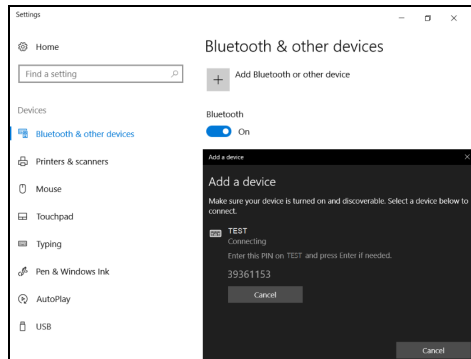 Settings
Home
Find a setting
Devices
Bluetooth & other devices
Printers & scanners
Mouse
Touchpad
Typing
Pen & Windows Ink
AutoPlay
USB
Bluetooth & other devices
Add Bluetooth or other device
Bluetooth
On
Add a device
Add a device
Make sure your device is turned on and discoverable. Select a device below to
connect.
TEST
Connecting
Enter this PIN on TEST and press Enter if needed.
39361153
Cancel
Cancel